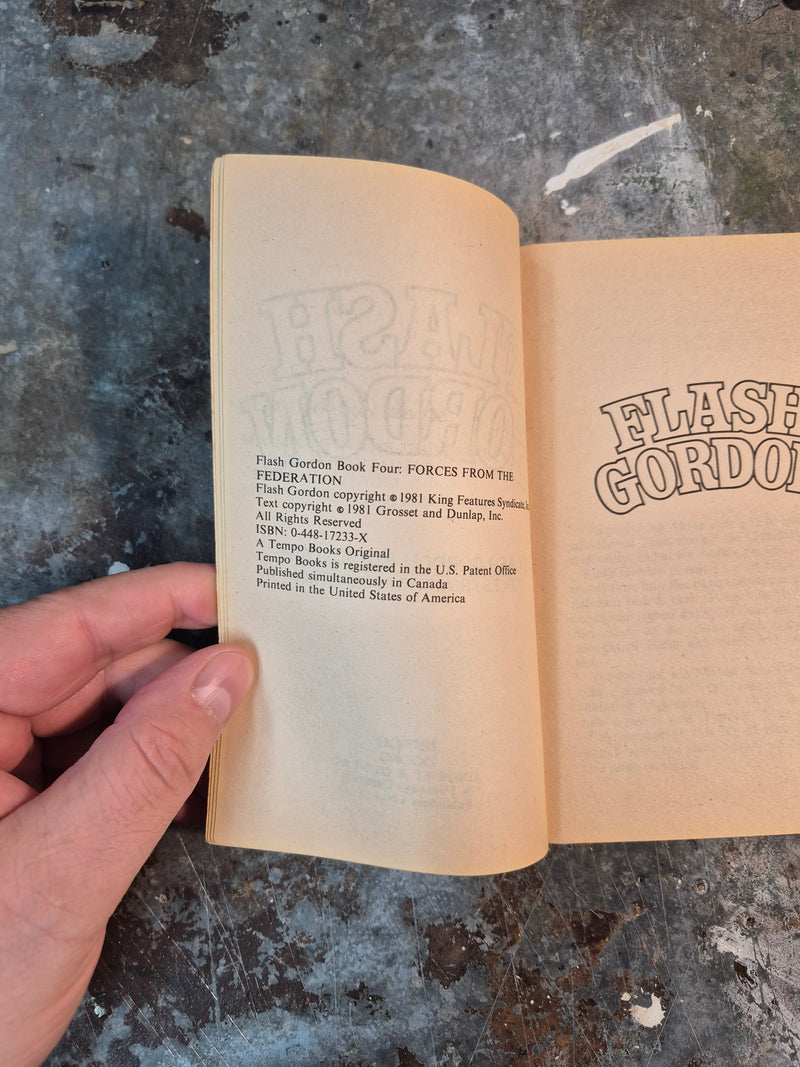 Flash Gordon Book Four: FORCES FROM THE
FEDERATION
Flash Gordon copyright © 1981 King Features Syndicate,
Text copyright © 1981 Grosset and Dunlap, Inc.
All Rights Reserved
ISBN: 0-448-17233-X
A Tempo Books Original
Tempo Books is registered in the U.S. Patent Office
Published simultaneously in Canada
Printed in the United States of America
FLASH
GORDON